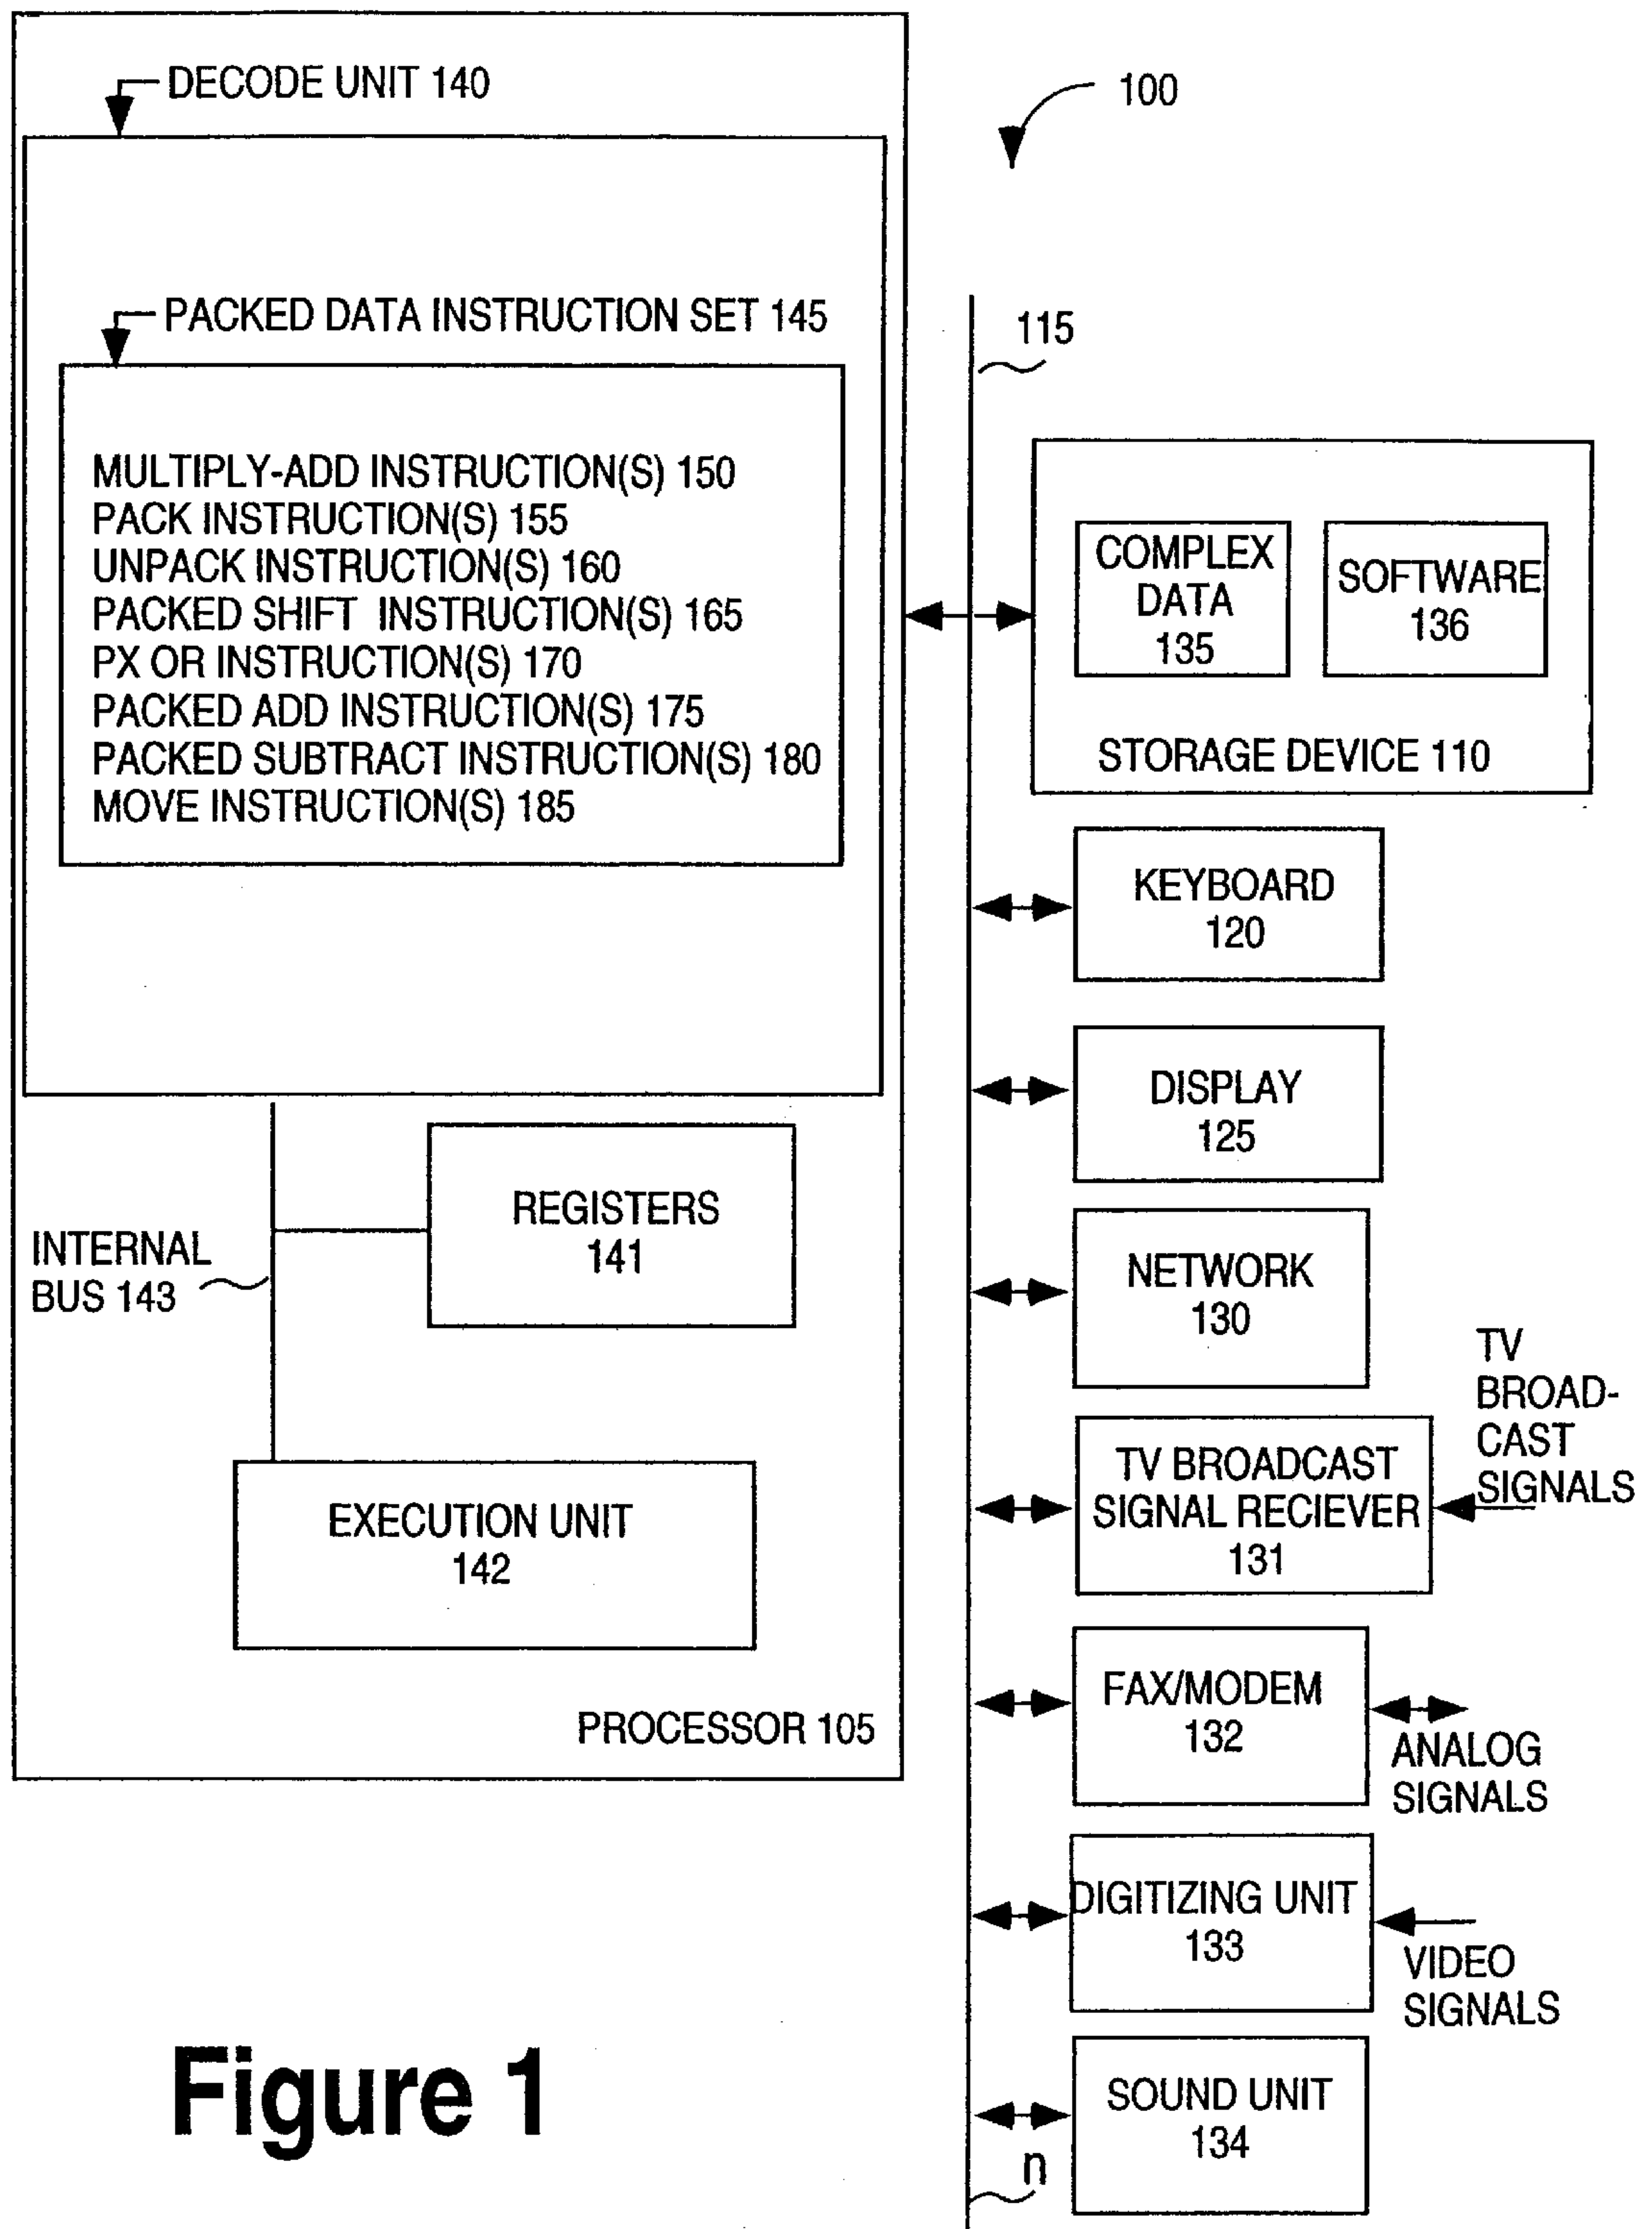 DECODE UNIT 140
PACKED DATA INSTRUCTION SET 145
MULTIPLY-ADD INSTRUCTION(S) 150
PACK INSTRUCTION(S) 155
UNPACK INSTRUCTION(S) 160
PACKED SHIFT INSTRUCTION(S) 165
PX OR INSTRUCTION(S) 170
PACKED ADD INSTRUCTION(S) 175
PACKED SUBTRACT INSTRUCTION(S) 180
MOVE INSTRUCTION(S) 185
REGISTERS
141
INTERNAL
BUS 143
EXECUTION UNIT
142
PROCESSOR 105
100
115
COMPLEX
DATA
135
SOFTWARE
136
STORAGE DEVICE 110
KEYBOARD
120
DISPLAY
125
NETWORK
130
TV
BROAD-
CAST
SIGNALS
TV BROADCAST
SIGNAL RECIEVER
131
FAX/MODEM
132
ANALOG
SIGNALS
DIGITIZING UNIT
133
VIDEO
SIGNALS
SOUND UNIT
134
n
Figure 1